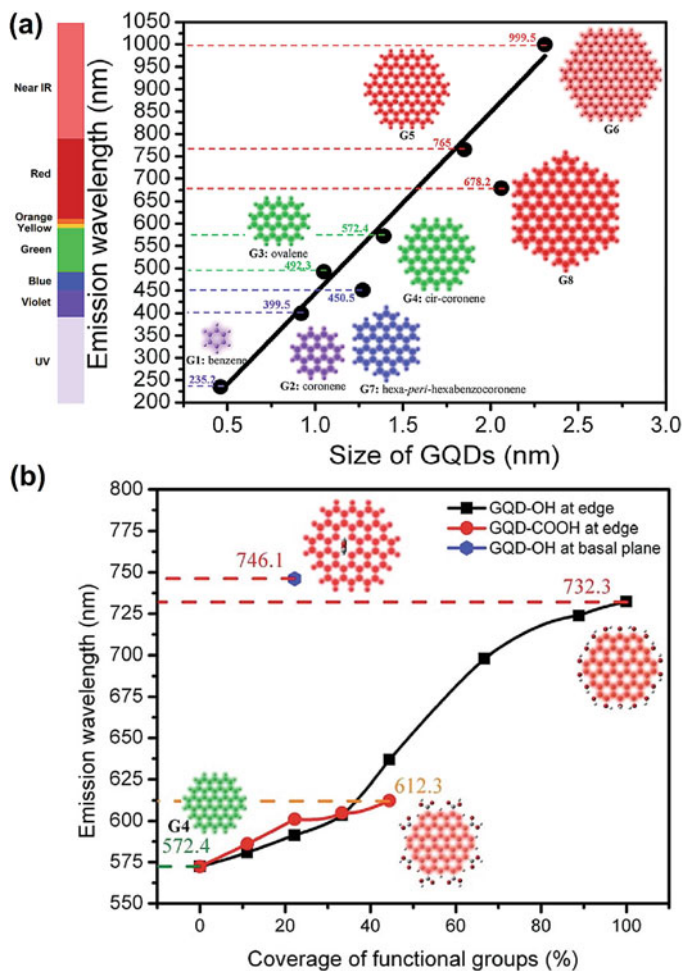 (a)
Near IR
Red
Orange
Yellow
Green
Blue
Violet
UV
Emission wavelength (nm)
1050
1000
950
900
850
800
750
700
650
600
550
500
450
400
350
300
250
200
999.5
G5
G6
765
678.2
572.4
G3: ovalene
492.3
G4: cir-coronene
G8
450.5
399.5
G1: benzene
G2: coronene
G7: hexa-peri-hexabenzocoronene
235.2
0.5
1.0
1.5
2.0
2.5
3.0
Size of GQDs (nm)
(b)
Emission wavelength (nm)
800
775
750
725
700
675
650
625
600
575
550
GQD-OH at edge
GQD-COOH at edge
GQD-OH at basal plane
746.1
732.3
612.3
G4
572.4
0
20
40
60
80
100
Coverage of functional groups (%)